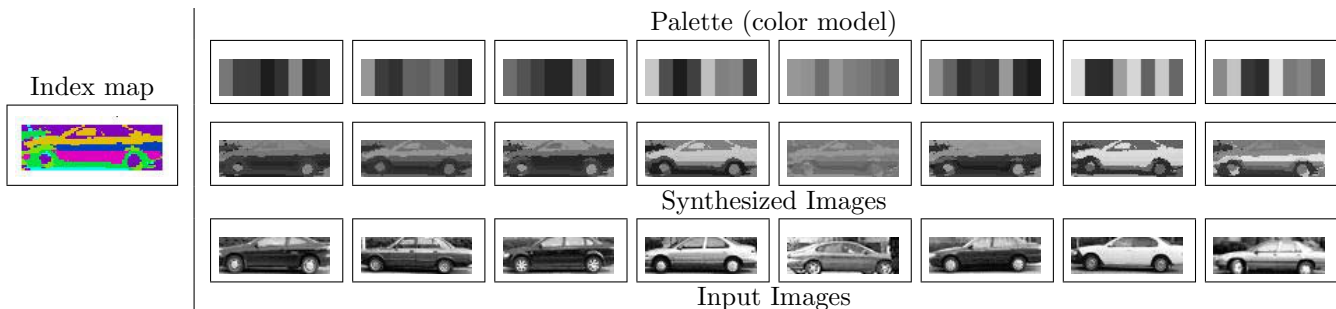 Palette (color model)
Index map
Synthesized Images
Input Images